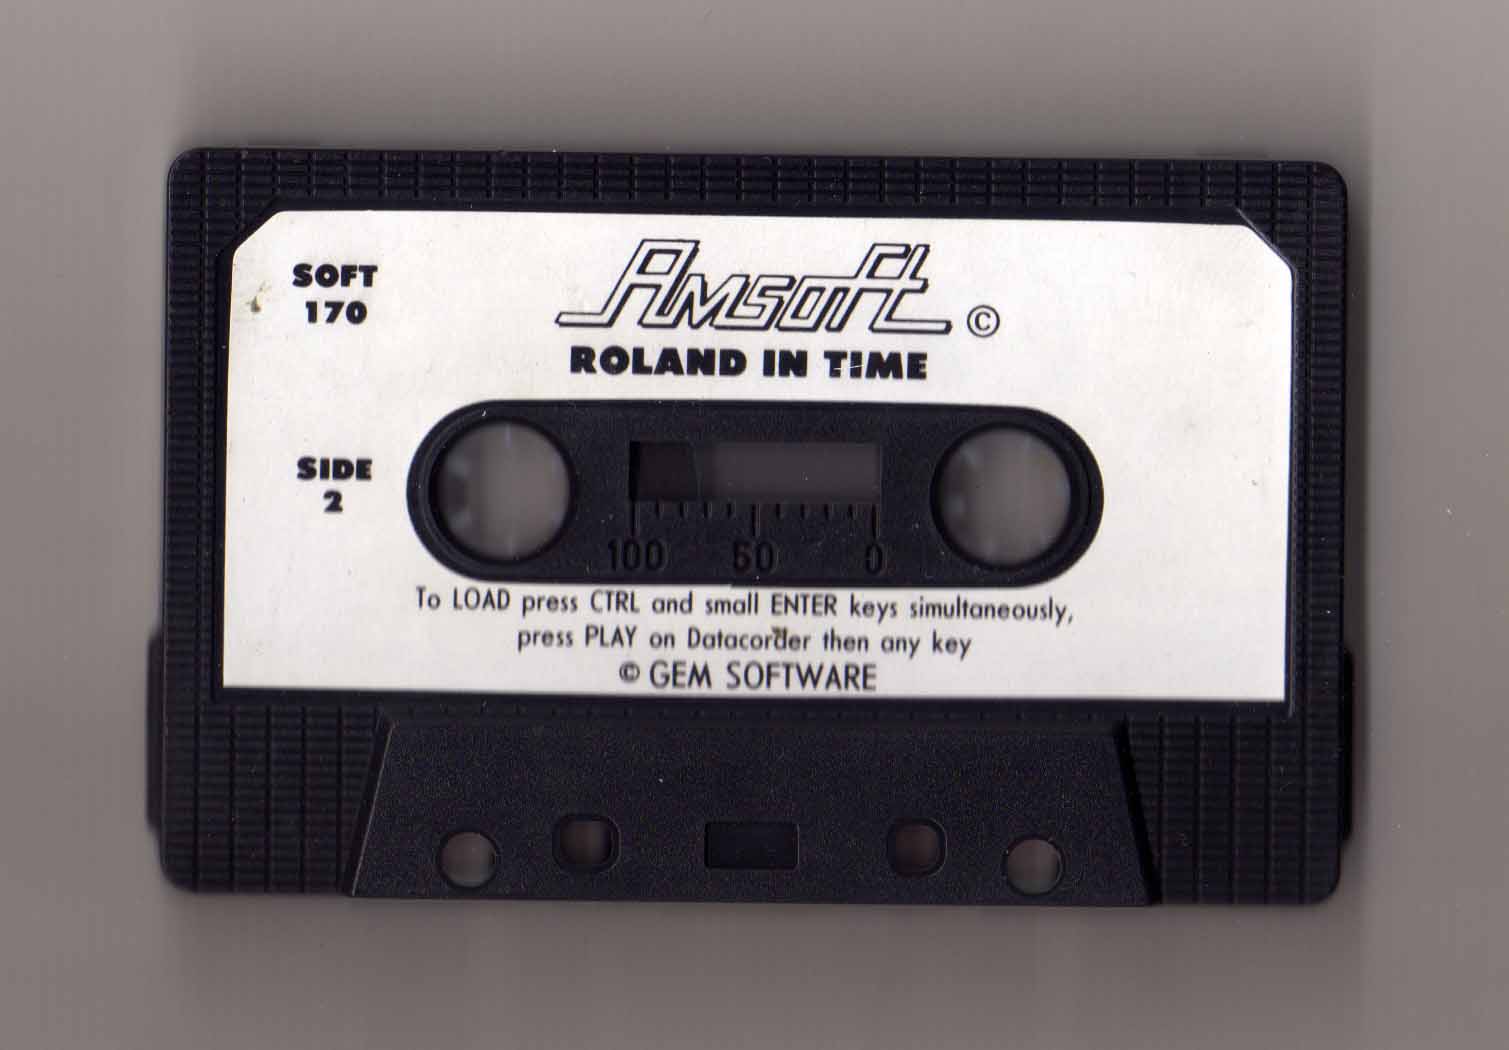 SOFT
170
Amsoft ©
ROLAND IN TIME
SIDE
2
100 50 0
To LOAD press CTRL and small ENTER keys simultaneously,
press PLAY on Datacorder then any key
© GEM SOFTWARE